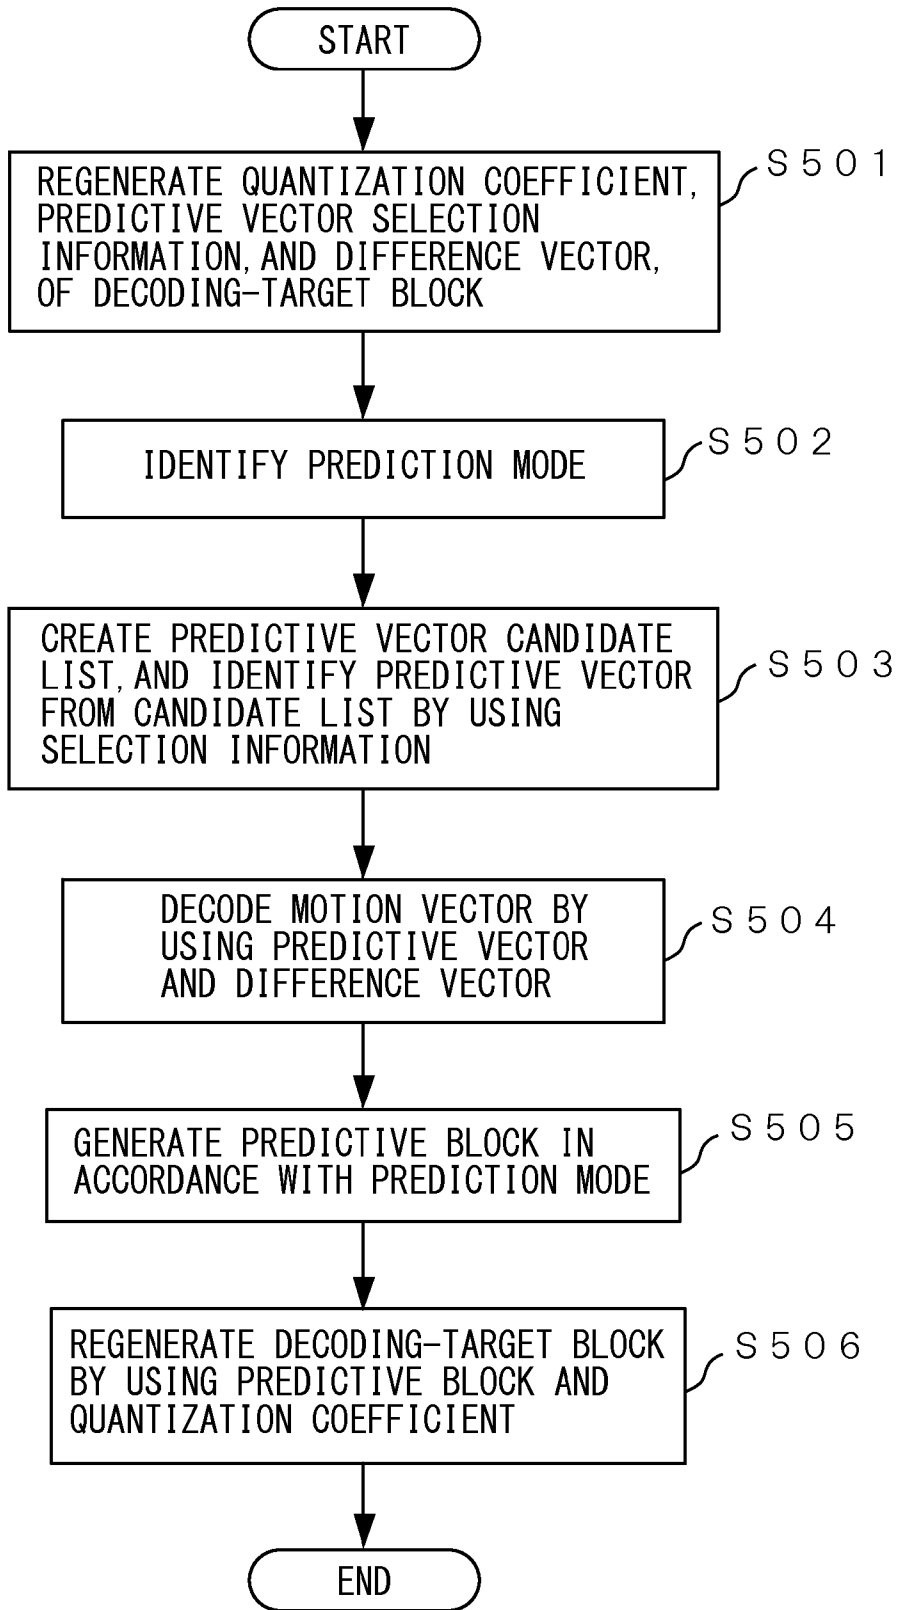 START
S501
REGENERATE QUANTIZATION COEFFICIENT,
PREDICTIVE VECTOR SELECTION
INFORMATION, AND DIFFERENCE VECTOR,
OF DECODING-TARGET BLOCK
S502
IDENTIFY PREDICTION MODE
S503
CREATE PREDICTIVE VECTOR CANDIDATE
LIST, AND IDENTIFY PREDICTIVE VECTOR
FROM CANDIDATE LIST BY USING
SELECTION INFORMATION
S504
DECODE MOTION VECTOR BY
USING PREDICTIVE VECTOR
AND DIFFERENCE VECTOR
S505
GENERATE PREDICTIVE BLOCK IN
ACCORDANCE WITH PREDICTION MODE
S506
REGENERATE DECODING-TARGET BLOCK
BY USING PREDICTIVE BLOCK AND
QUANTIZATION COEFFICIENT
END